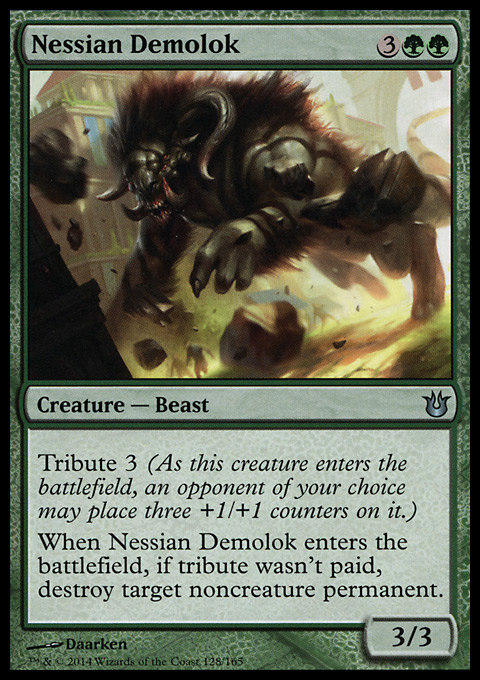 Nessian Demolok 3
Creature — Beast
Tribute 3 (As this creature enters the
battlefield, an opponent of your choice
may place three +1/+1 counters on it.)
When Nessian Demolok enters the
battlefield, if tribute wasn't paid,
destroy target noncreature permanent.
Daarken
3/3
™ & © 2014 Wizards of the Coast 128/165